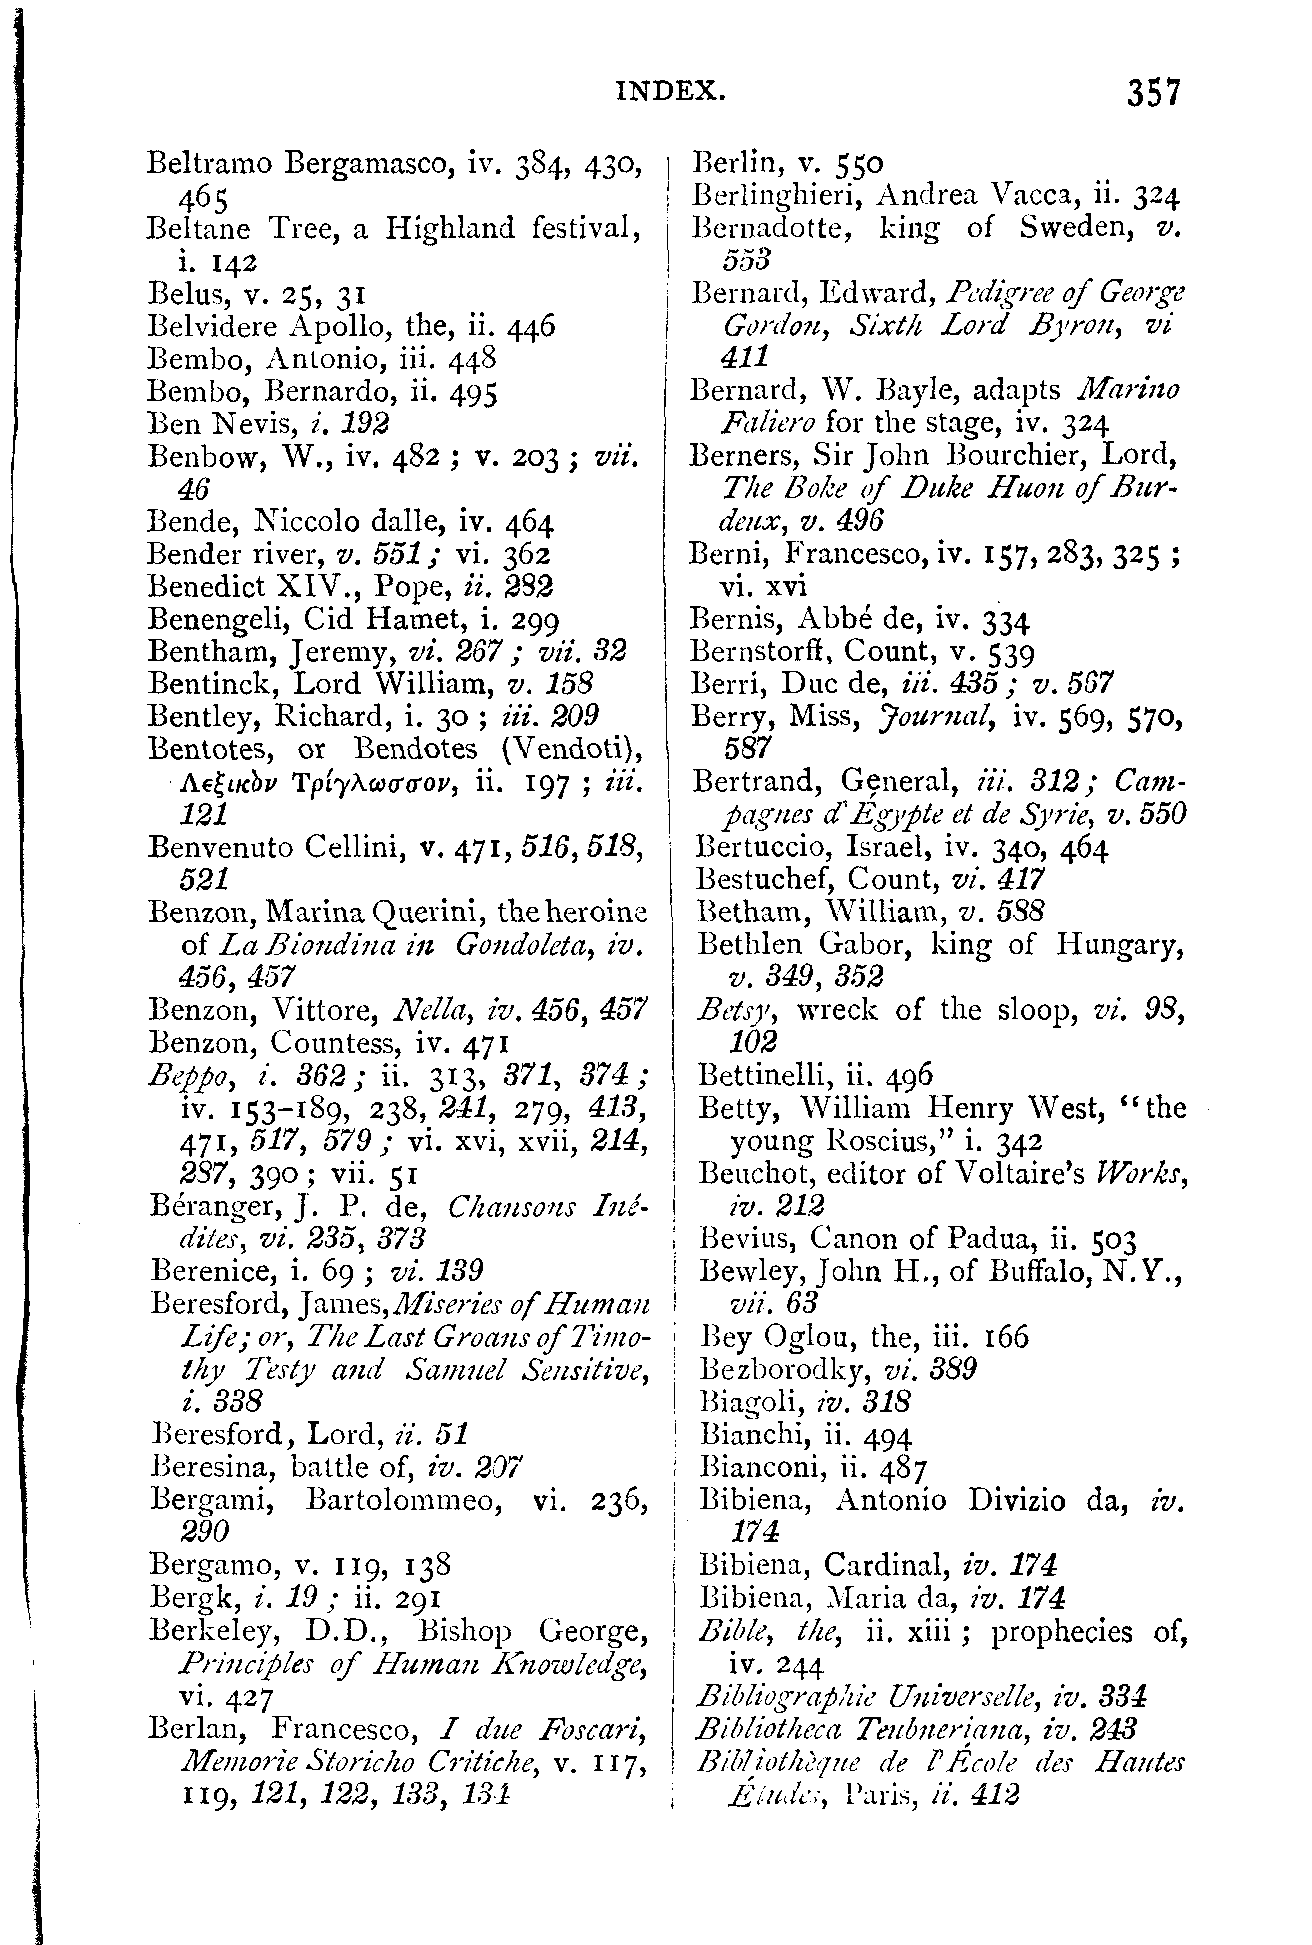 INDEX. 357
Beltramo Bergamasco, iv. 384, 430,
465
Beltane Tree, a Highland festival,
i. 142
Belus, v. 25, 31
Belvidere Apollo, the, ii. 446
Bembo, Antonio, iii. 448
Bembo, Bernardo, ii. 495
Ben Nevis, i. 192
Benbow, W., iv. 482 ; v. 203 ; vii.
46
Bende, Niccolo dalle, iv. 464
Bender river, v. 551 ; vi. 362
Benedict XIV., Pope, ii. 282
Benengeli, Cid Hamet, i. 299
Bentham, Jeremy, vi. 267 ; vii. 32
Bentinck, Lord William, v. 158
Bentley, Richard, i. 30 ; iii. 209
Bentotes, or Bendotes (Vendoti),
Λεξικὸν Τρίγλωσσον, ii. 197 ; iii.
121
Benvenuto Cellini, v. 471, 516, 518,
521
Benzon, Marina Querini, the heroine
of La Biondina in Gondoleta, iv.
456, 457
Benzon, Vittore, Nella, iv. 456, 457
Benzon, Countess, iv. 471
Beppo, i. 362 ; ii. 313, 371, 374 ;
iv. 153–189, 238, 241, 279, 413,
471, 517, 579 ; vi. xvi, xvii, 214,
287, 390 ; vii. 51
Béranger, J. P. de, Chansons Iné-
dites, vi. 235, 373
Berenice, i. 69 ; vi. 139
Beresford, James, Miseries of Human
Life; or, The Last Groans of Timo-
thy Testy and Samuel Sensitive,
i. 338
Beresford, Lord, ii. 51
Beresina, battle of, iv. 207
Bergami, Bartolommeo, vi. 236,
290
Bergamo, v. 119, 138
Bergk, i. 19 ; ii. 291
Berkeley, D.D., Bishop George,
Principles of Human Knowledge,
vi. 427
Berlan, Francesco, I due Foscari,
Memorie Storicho Critiche, v. 117,
119, 121, 122, 133, 134
Berlin, v. 550
Berlinghieri, Andrea Vacca, ii. 324
Bernadotte, king of Sweden, v.
553
Bernard, Edward, Pedigree of George
Gordon, Sixth Lord Byron, vi
411
Bernard, W. Bayle, adapts Marino
Faliero for the stage, iv. 324
Berners, Sir John Bourchier, Lord,
The Boke of Duke Huon of Bur-
deux, v. 496
Berni, Francesco, iv. 157, 283, 325 ;
vi. xvi
Bernis, Abbé de, iv. 334
Bernstorff, Count, v. 539
Berri, Duc de, iii. 435 ; v. 567
Berry, Miss, Journal, iv. 569, 570,
587
Bertrand, General, iii. 312 ; Cam-
pagnes d'Égypte et de Syrie, v. 550
Bertuccio, Israel, iv. 340, 464
Bestuchef, Count, vi. 417
Betham, William, v. 588
Bethlen Gabor, king of Hungary,
v. 349, 352
Betsy, wreck of the sloop, vi. 98,
102
Bettinelli, ii. 496
Betty, William Henry West, “the
young Roscius,” i. 342
Beuchot, editor of Voltaire’s Works,
iv. 212
Bevius, Canon of Padua, ii. 503
Bewley, John H., of Buffalo, N.Y.,
vii. 63
Bey Oglou, the, iii. 166
Bezborodky, vi. 389
Biagoli, iv. 318
Bianchi, ii. 494
Bianconi, ii. 487
Bibiena, Antonio Divizio da, iv.
174
Bibiena, Cardinal, iv. 174
Bibiena, Maria da, iv. 174
Bible, the, ii. xiii ; prophecies of,
iv. 244
Bibliographie Universelle, iv. 334
Bibliotheca Teubneriana, iv. 243
Bibliothèque de l'École des Hautes
Études, Paris, ii. 412